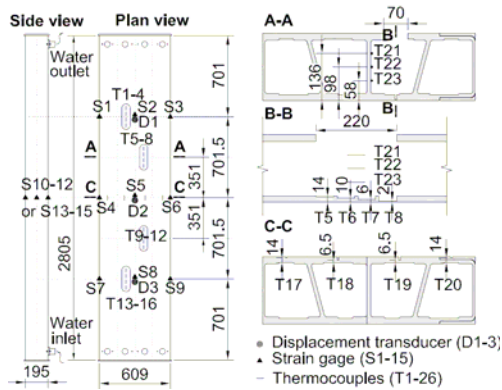 Side view
Plan view
A-A
70
Water
outlet
701
B
T21
T22
T23
136
98
58
T1-4
S1
S2
S3
D1
T5-8
B
A
A
701.5
351
B-B
220
S10-12
or S13-15
C
C
S5
S4
S6
D2
T21
T22
T23
14
10
6
2
T5
T6
T7
T8
2805
351
T9-12
701.5
C-C
14
6.5
6.5
14
S8
S7
S9
D3
T13-16
T17
T18
T19
T20
Water
inlet
701
195
609
Displacement transducer (D1-3)
Strain gage (S1-15)
Thermocouples (T1-26)